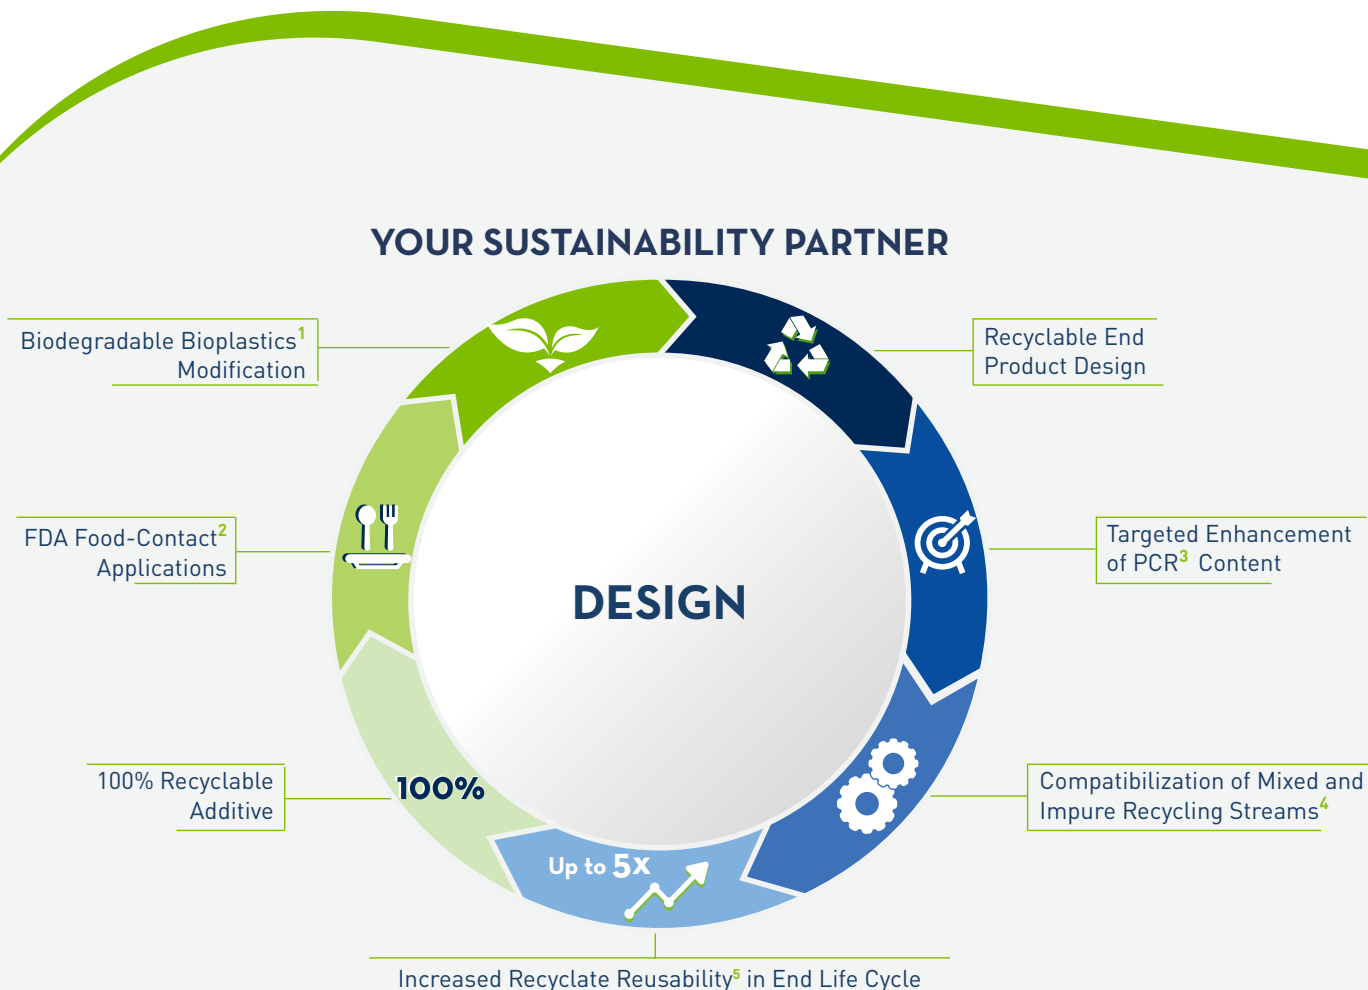 YOUR SUSTAINABILITY PARTNER
Biodegradable Bioplastics¹
Modification
Recyclable End
Product Design
FDA Food-Contact²
Applications
Targeted Enhancement
of PCR³ Content
DESIGN
100% Recyclable
Additive
100%
Compatibilization of Mixed and
Impure Recycling Streams⁴
Up to 5x
Increased Recyclate Reusability⁵ in End Life Cycle